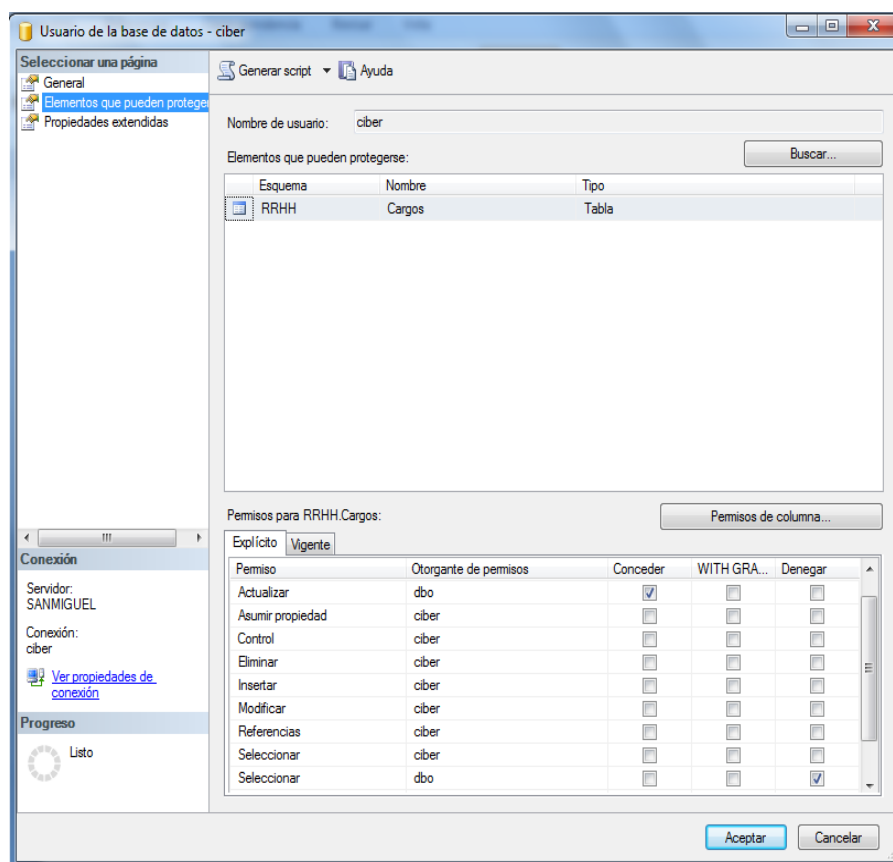 Usuario de la base de datos - ciber
Seleccionar una página
General
Elementos que pueden proteger
Propiedades extendidas
Generar script
Ayuda
Nombre de usuario: ciber
Elementos que pueden protegerse:
Buscar...
Esquema Nombre Tipo
RRHH Cargos Tabla
Permisos para RRHH.Cargos:
Permisos de columna...
Explícito Vigente
Permiso Otorgante de permisos Conceder WITH GRA... Denegar
Actualizar dbo
Asumir propiedad ciber
Control ciber
Eliminar ciber
Insertar ciber
Modificar ciber
Referencias ciber
Seleccionar ciber
Seleccionar dbo
Conexión
Servidor:
SANMIGUEL
Conexión:
ciber
Ver propiedades de
conexión
Progreso
Listo
Aceptar Cancelar